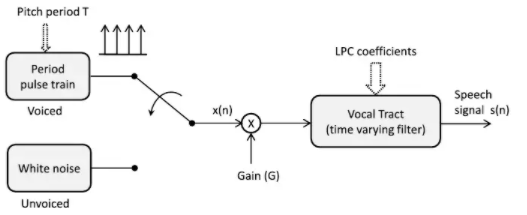 Pitch period T
Period
pulse train
Voiced
White noise
Unvoiced
x(n)
X
Gain (G)
LPC coefficients
Vocal Tract
(time varying filter)
Speech
signal s(n)